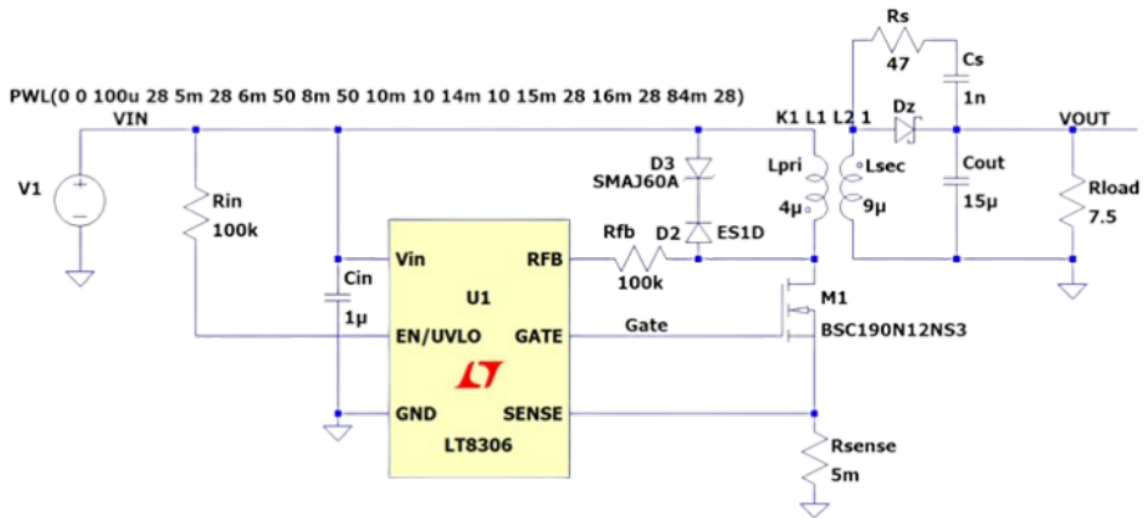 Rs
47
Cs
1n
PWL(0 0 100u 28 5m 28 6m 50 8m 50 10m 10 14m 10 15m 28 16m 28 84m 28)
VIN
K1 L1 L2 1
Dz
VOUT
V1
Rin
100k
D3
SMAJ60A
Lpri
4µ
Lsec
9µ
Cout
15µ
Rload
7.5
Rfb
100k
D2
ES1D
Cin
1µ
Vin
RFB
U1
EN/UVLO
GATE
GND
SENSE
LT8306
Gate
M1
BSC190N12NS3
Rsense
5m